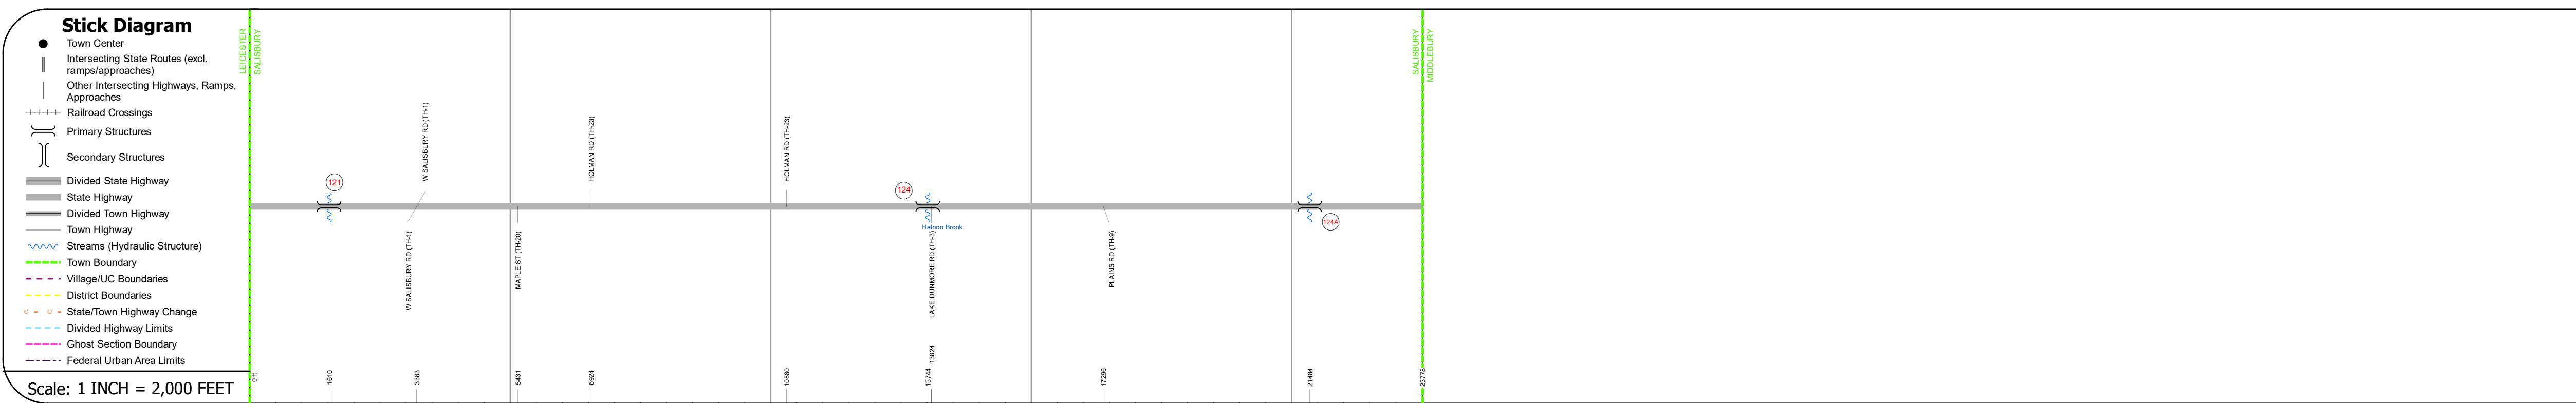 Stick Diagram
Town Center
Intersecting State Routes (excl.
ramps/approaches)
Other Intersecting Highways, Ramps,
Approaches
Railroad Crossings
Primary Structures
Secondary Structures
Divided State Highway
State Highway
Divided Town Highway
Town Highway
Streams (Hydraulic Structure)
Town Boundary
Village/UC Boundaries
District Boundaries
State/Town Highway Change
Divided Highway Limits
Ghost Section Boundary
Federal Urban Area Limits
Scale: 1 INCH = 2,000 FEET
LEICESTER
SALISBURY
121
W SALISBURY RD (TH-1)
W SALISBURY RD (TH-1)
MAPLE ST (TH-20)
HOLMAN RD (TH-23)
HOLMAN RD (TH-23)
124
Halnon Brook
LAKE DUNMORE RD (TH-3)
PLAINS RD (TH-9)
124A
SALISBURY
MIDDLEBURY
0 ft
1610
3383
5431
6924
10880
13744
13824
17296
21484
23778